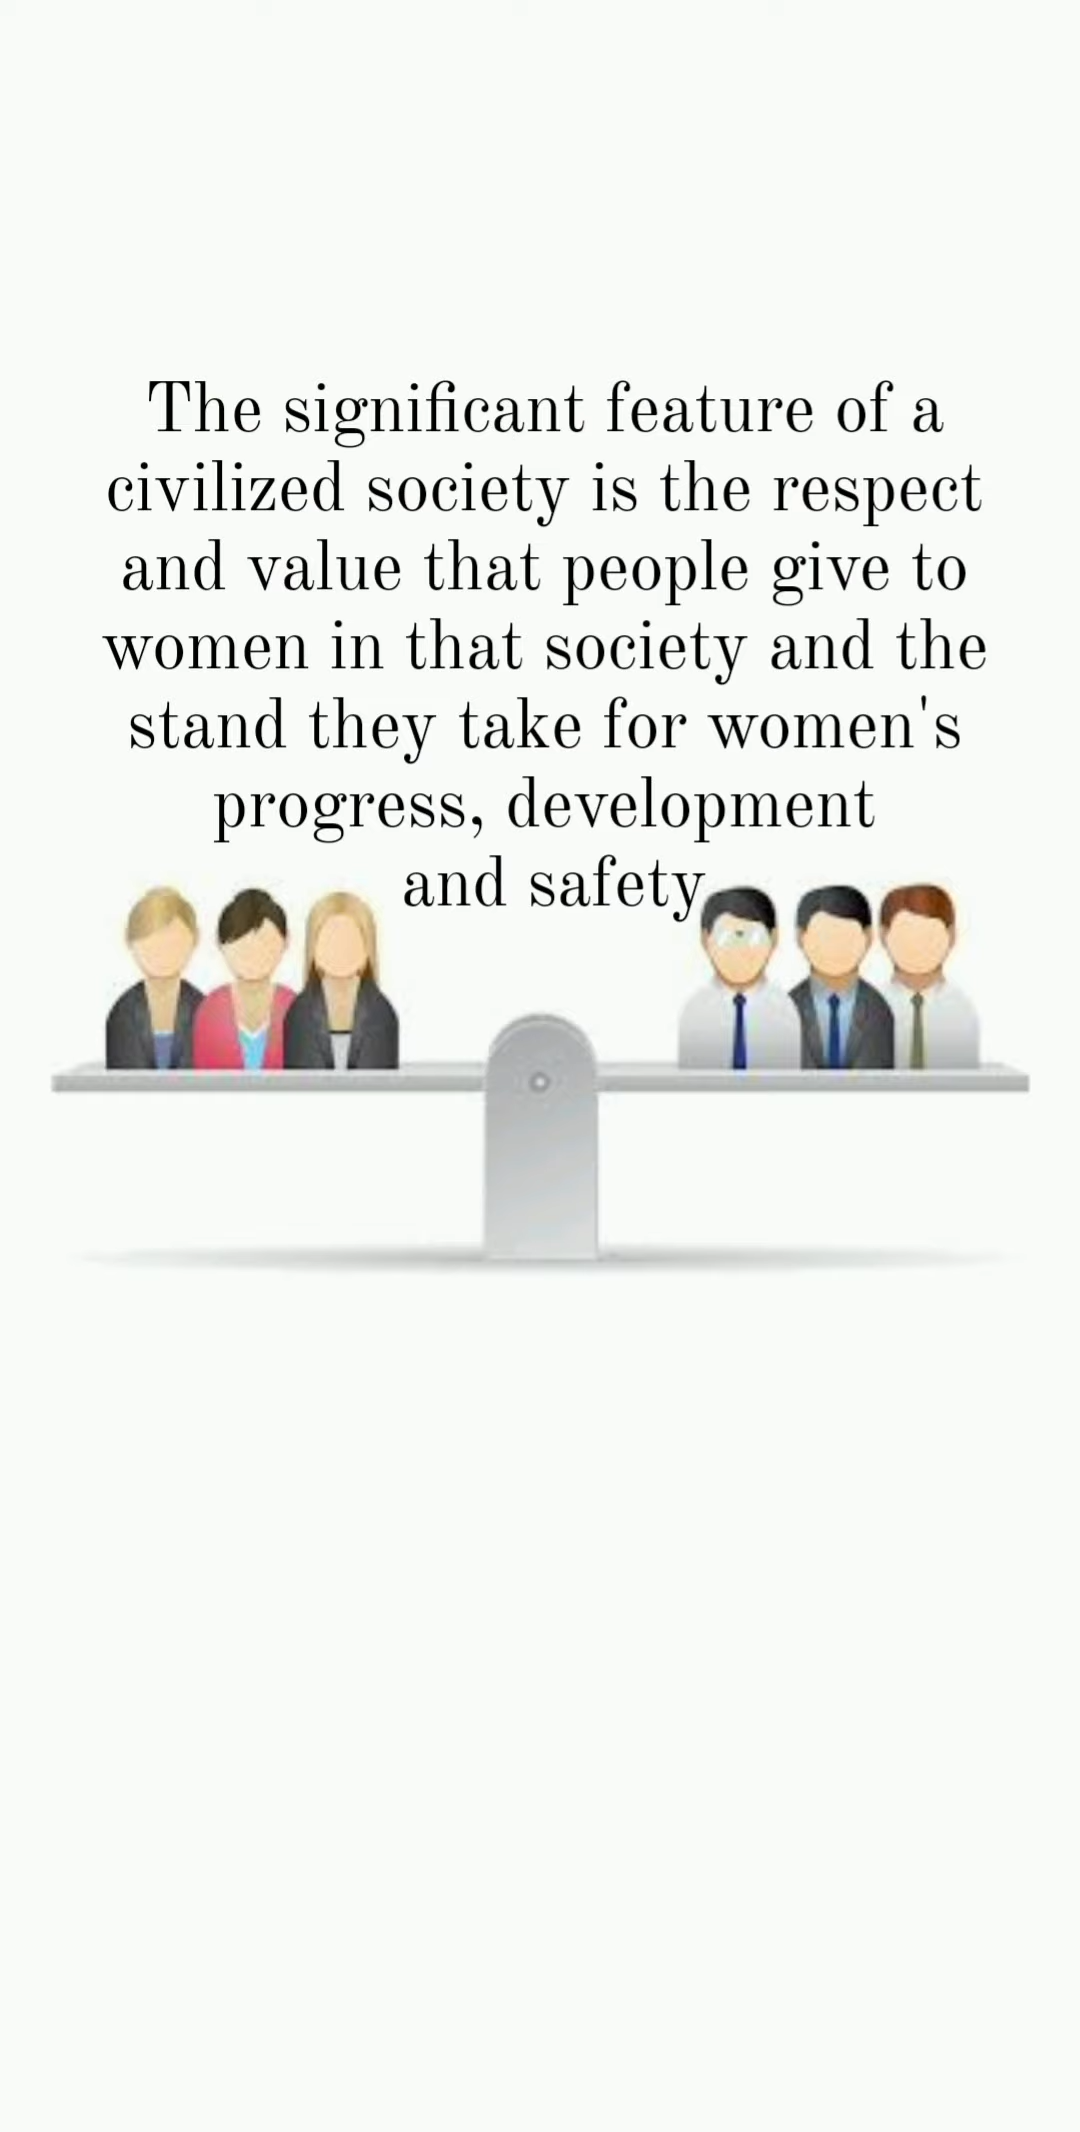 The significant feature of a
civilized society is the respect
and value that people give to
women in that society and the
stand they take for women's
progress, development
and safety